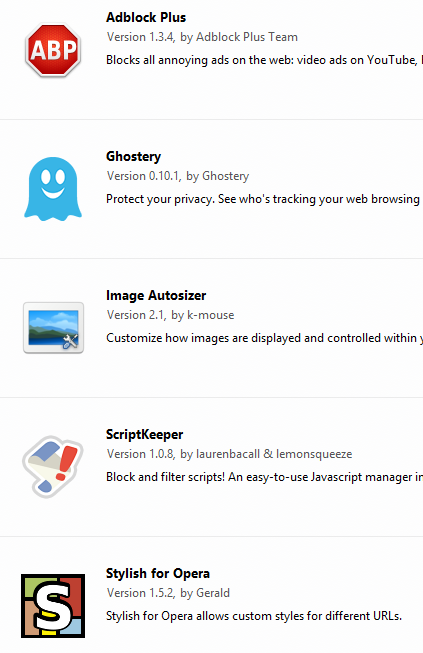 Adblock Plus
Version 1.3.4, by Adblock Plus Team
ABP
Blocks all annoying ads on the web: video ads on YouTube,
Ghostery
Version 0.10.1, by Ghostery
Protect your privacy. See who's tracking your web browsing
Image Autosizer
Version 2.1, by k-mouse
Customize how images are displayed and controlled within
ScriptKeeper
Version 1.0.8, by laurenbacall & lemonsqueeze
Block and filter scripts! An easy-to-use Javascript manager in
Stylish for Opera
Version 1.5.2, by Gerald
S
Stylish for Opera allows custom styles for different URLs.